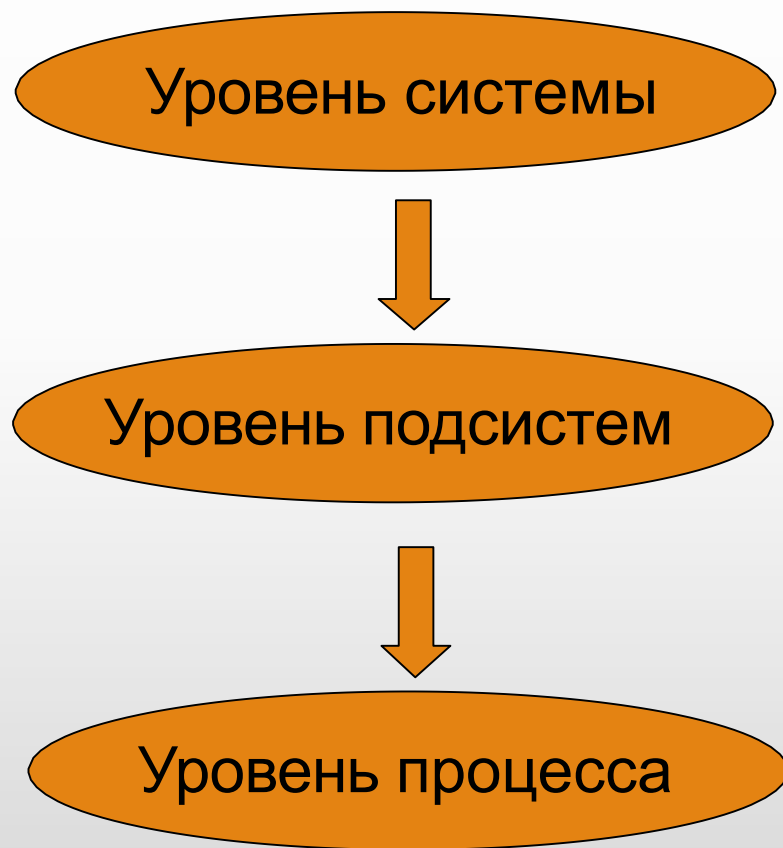 Уровень системы
Уровень подсистем
Уровень процесса